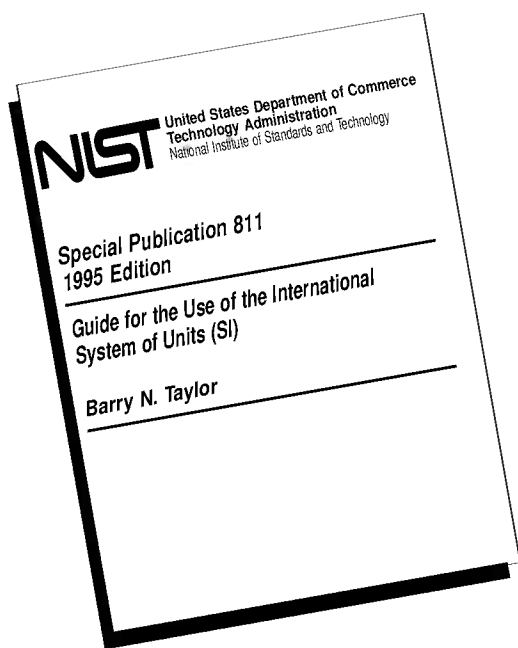 NIST
United States Department of Commerce
Technology Administration
National Institute of Standards and Technology
Special Publication 811
1995 Edition
Guide for the Use of the International
System of Units (SI)
Barry N. Taylor